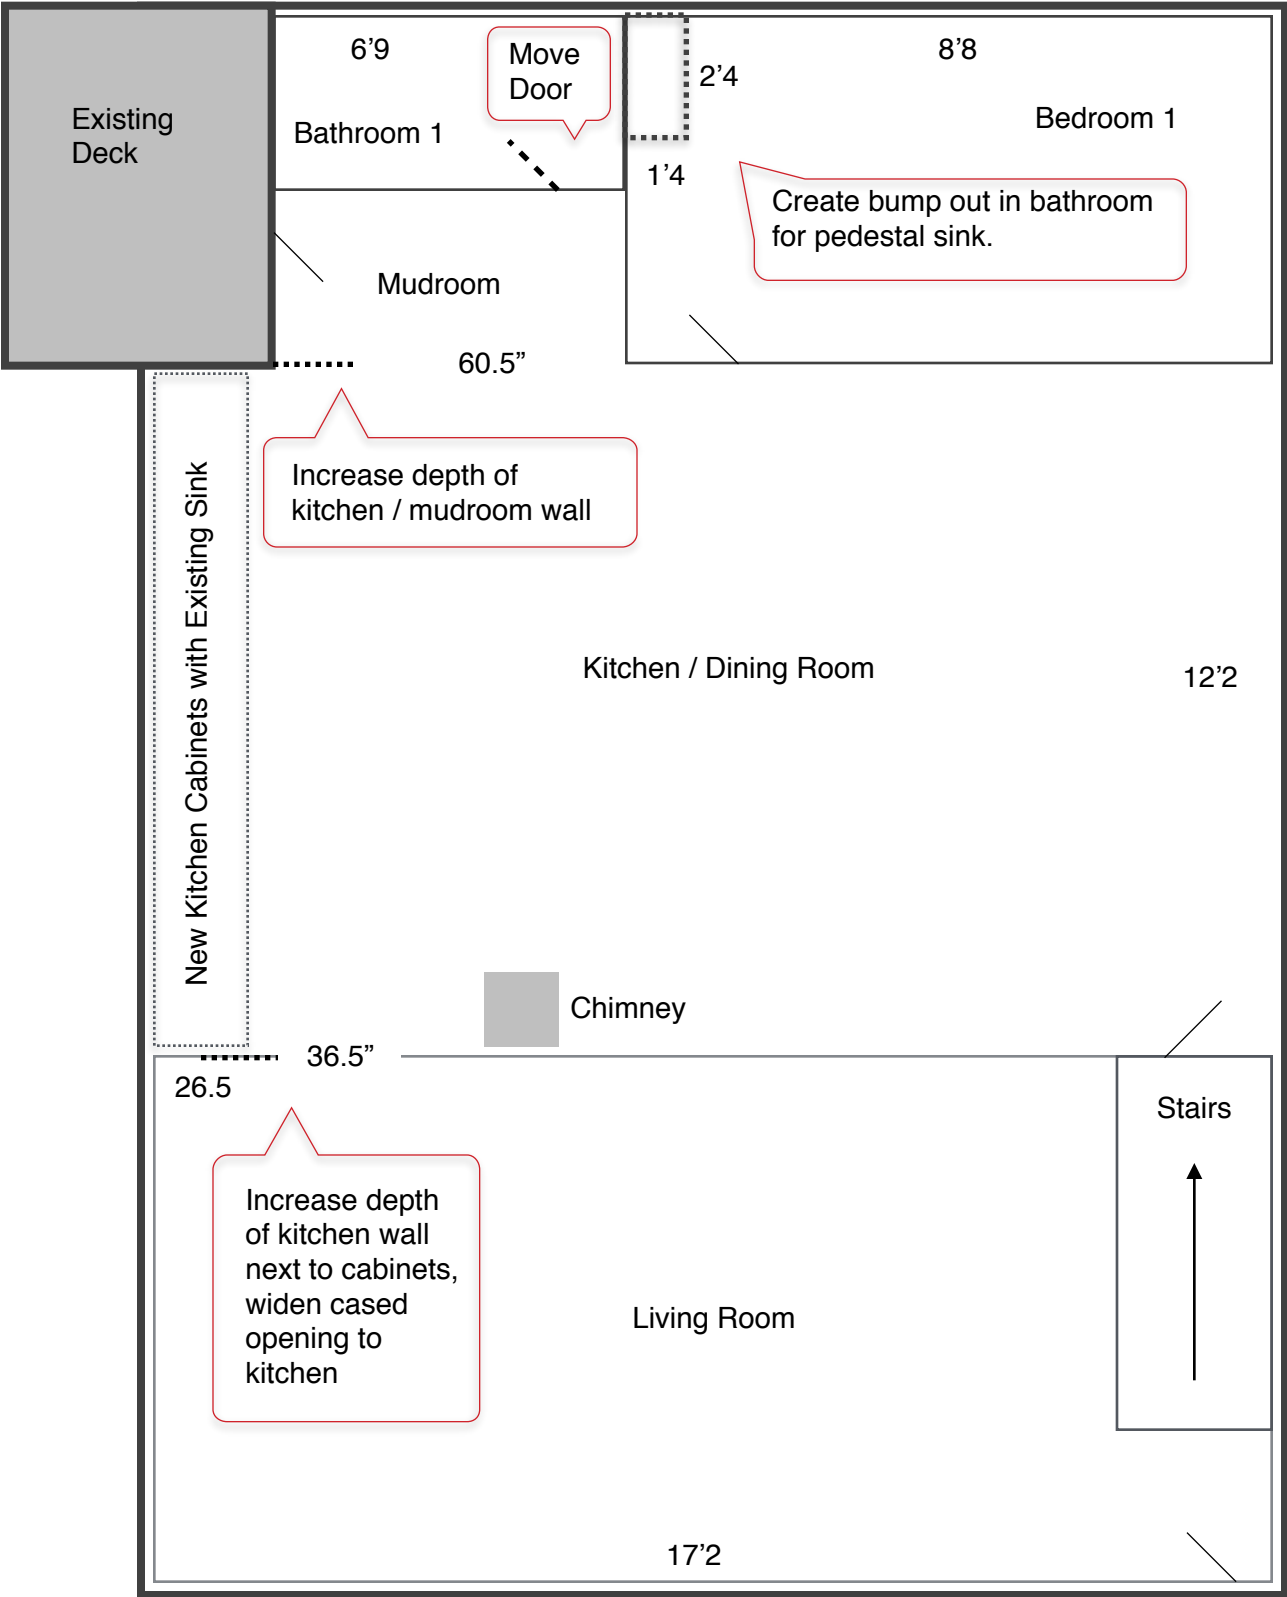 6’9
Move
Door
2’4
8’8
Existing
Deck
Bathroom 1
Bedroom 1
1’4
Create bump out in bathroom
for pedestal sink.
Mudroom
60.5”
Increase depth of
kitchen / mudroom wall
New Kitchen Cabinets with Existing Sink
Kitchen / Dining Room
12’2
Chimney
36.5”
26.5
Stairs
Increase depth
of kitchen wall
next to cabinets,
widen cased
opening to
kitchen
Living Room
17’2